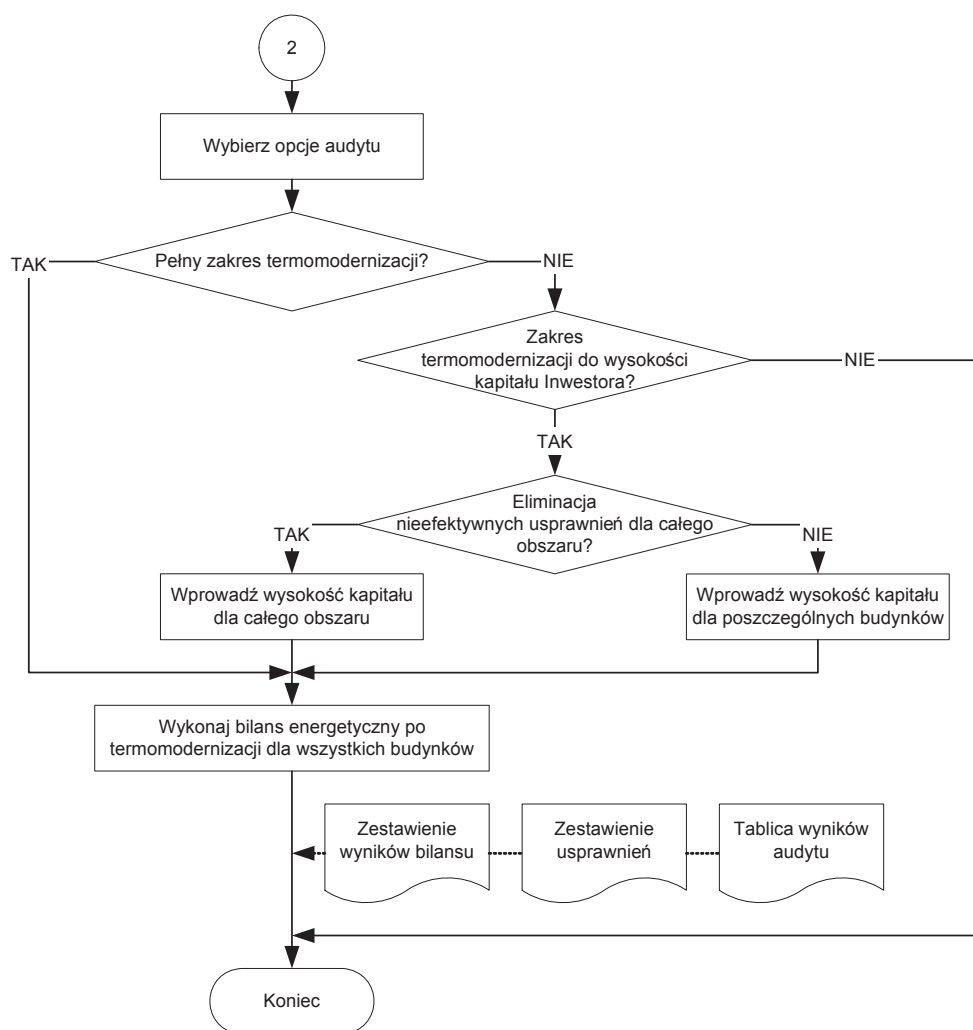 2
Wybierz opcje audytu
Pełny zakres termomodernizacji?
TAK
NIE
Zakres
termomodernizacji do wysokości
kapitału Inwestora?
NIE
TAK
Eliminacja
nieefektywnych usprawnień dla całego
obszaru?
TAK
NIE
Wprowadź wysokość kapitału
dla całego obszaru
Wprowadź wysokość kapitału
dla poszczególnych budynków
Wykonaj bilans energetyczny po
termomodernizacji dla wszystkich budynków
Zestawienie
wyników bilansu
Zestawienie
usprawnień
Tablica wyników
audytu
Koniec